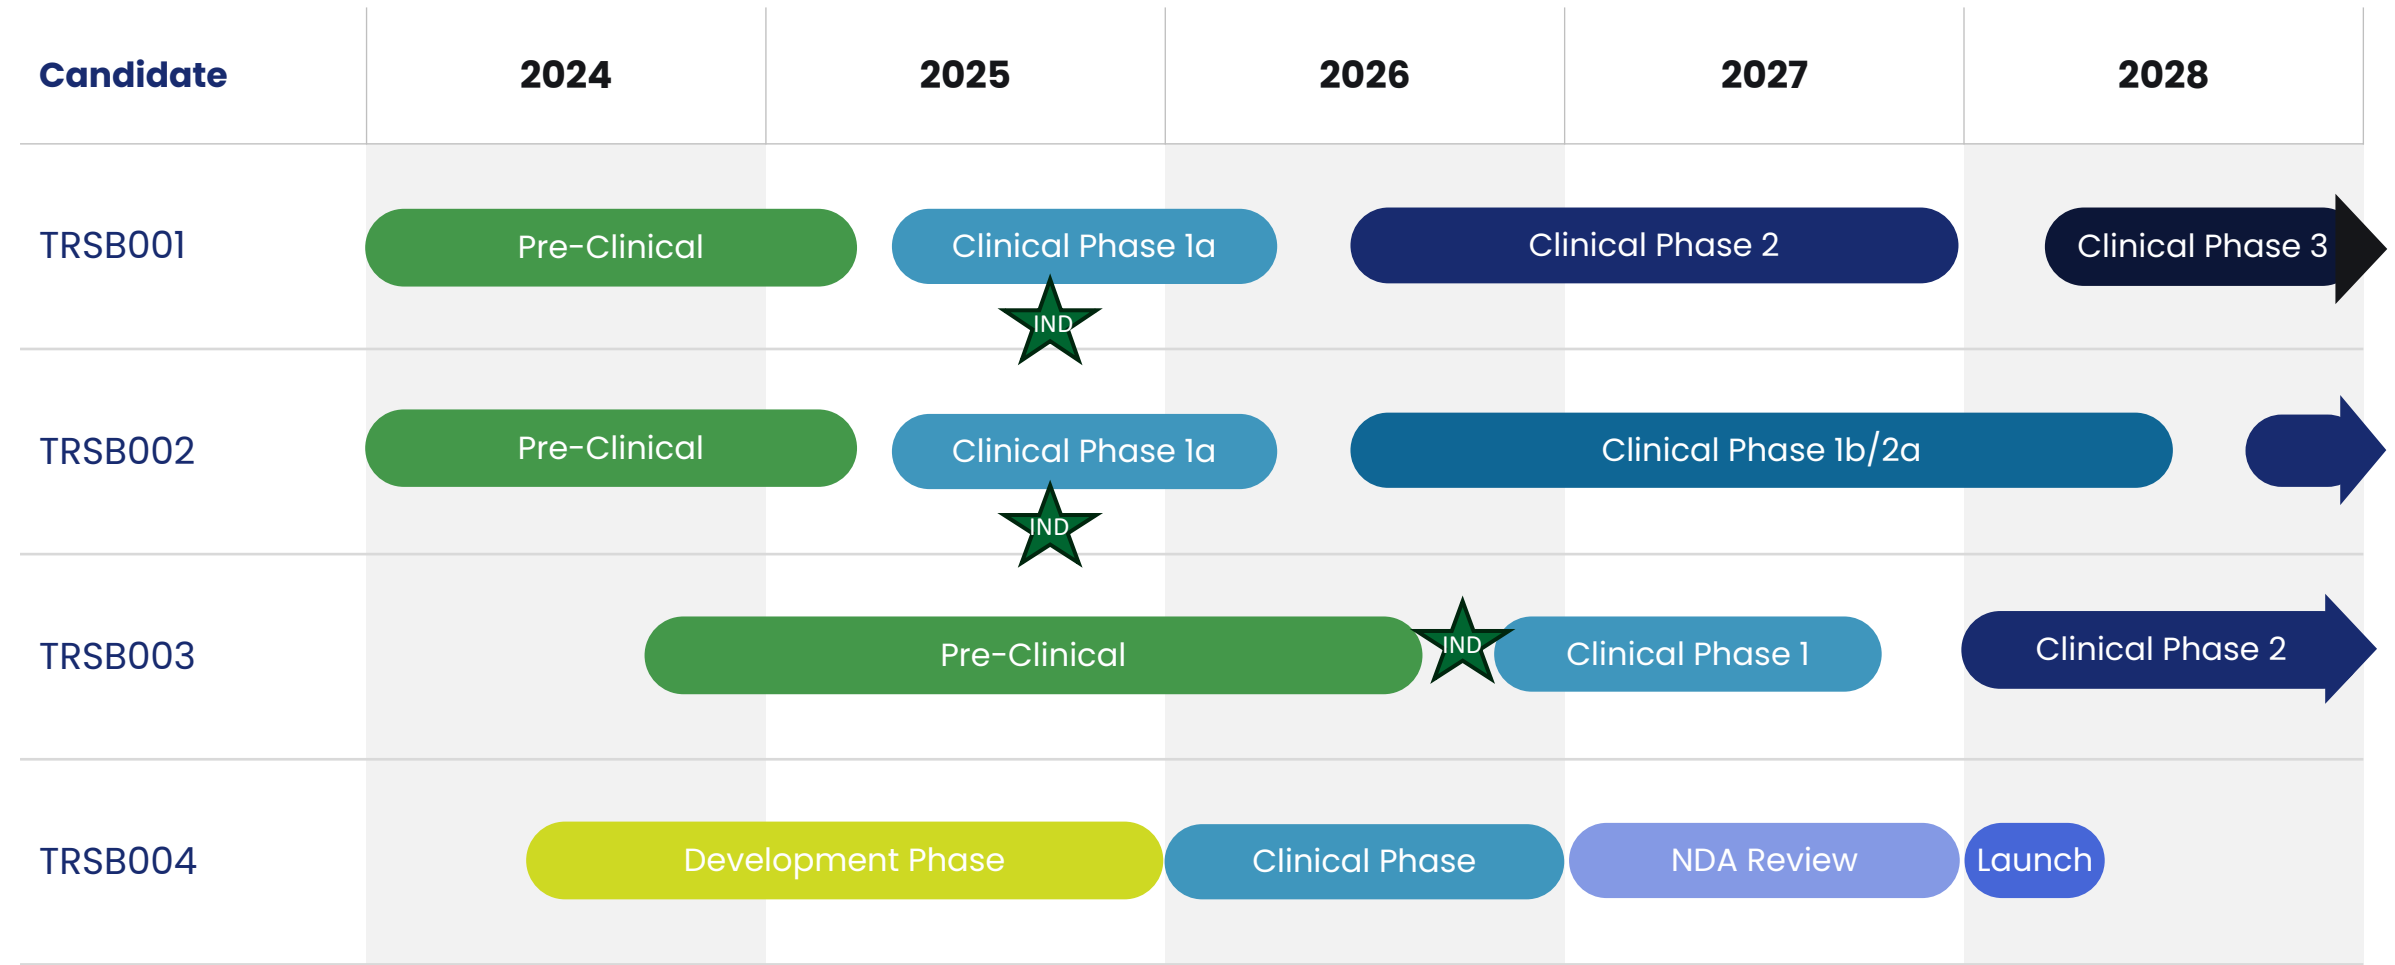 Candidate
2024
2025
2026
2027
2028
TRSB001
Pre-Clinical
Clinical Phase 1a
Clinical Phase 2
Clinical Phase 3
IND
TRSB002
Pre-Clinical
Clinical Phase 1a
Clinical Phase 1b/2a
IND
TRSB003
Pre-Clinical
IND
Clinical Phase 1
Clinical Phase 2
TRSB004
Development Phase
Clinical Phase
NDA Review
Launch